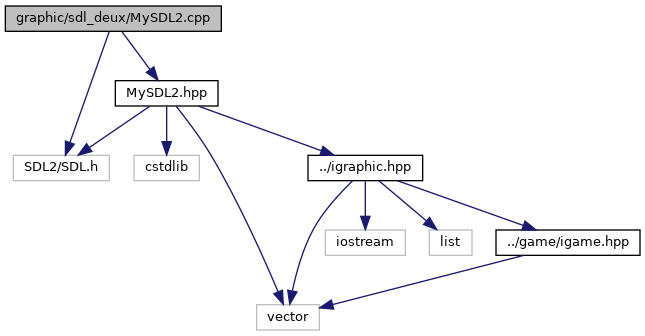 graphic/sdl_deux/MySDL2.cpp
MySDL2.hpp
SDL2/SDL.h
cstdlib
../igraphic.hpp
iostream
list
../game/igame.hpp
vector